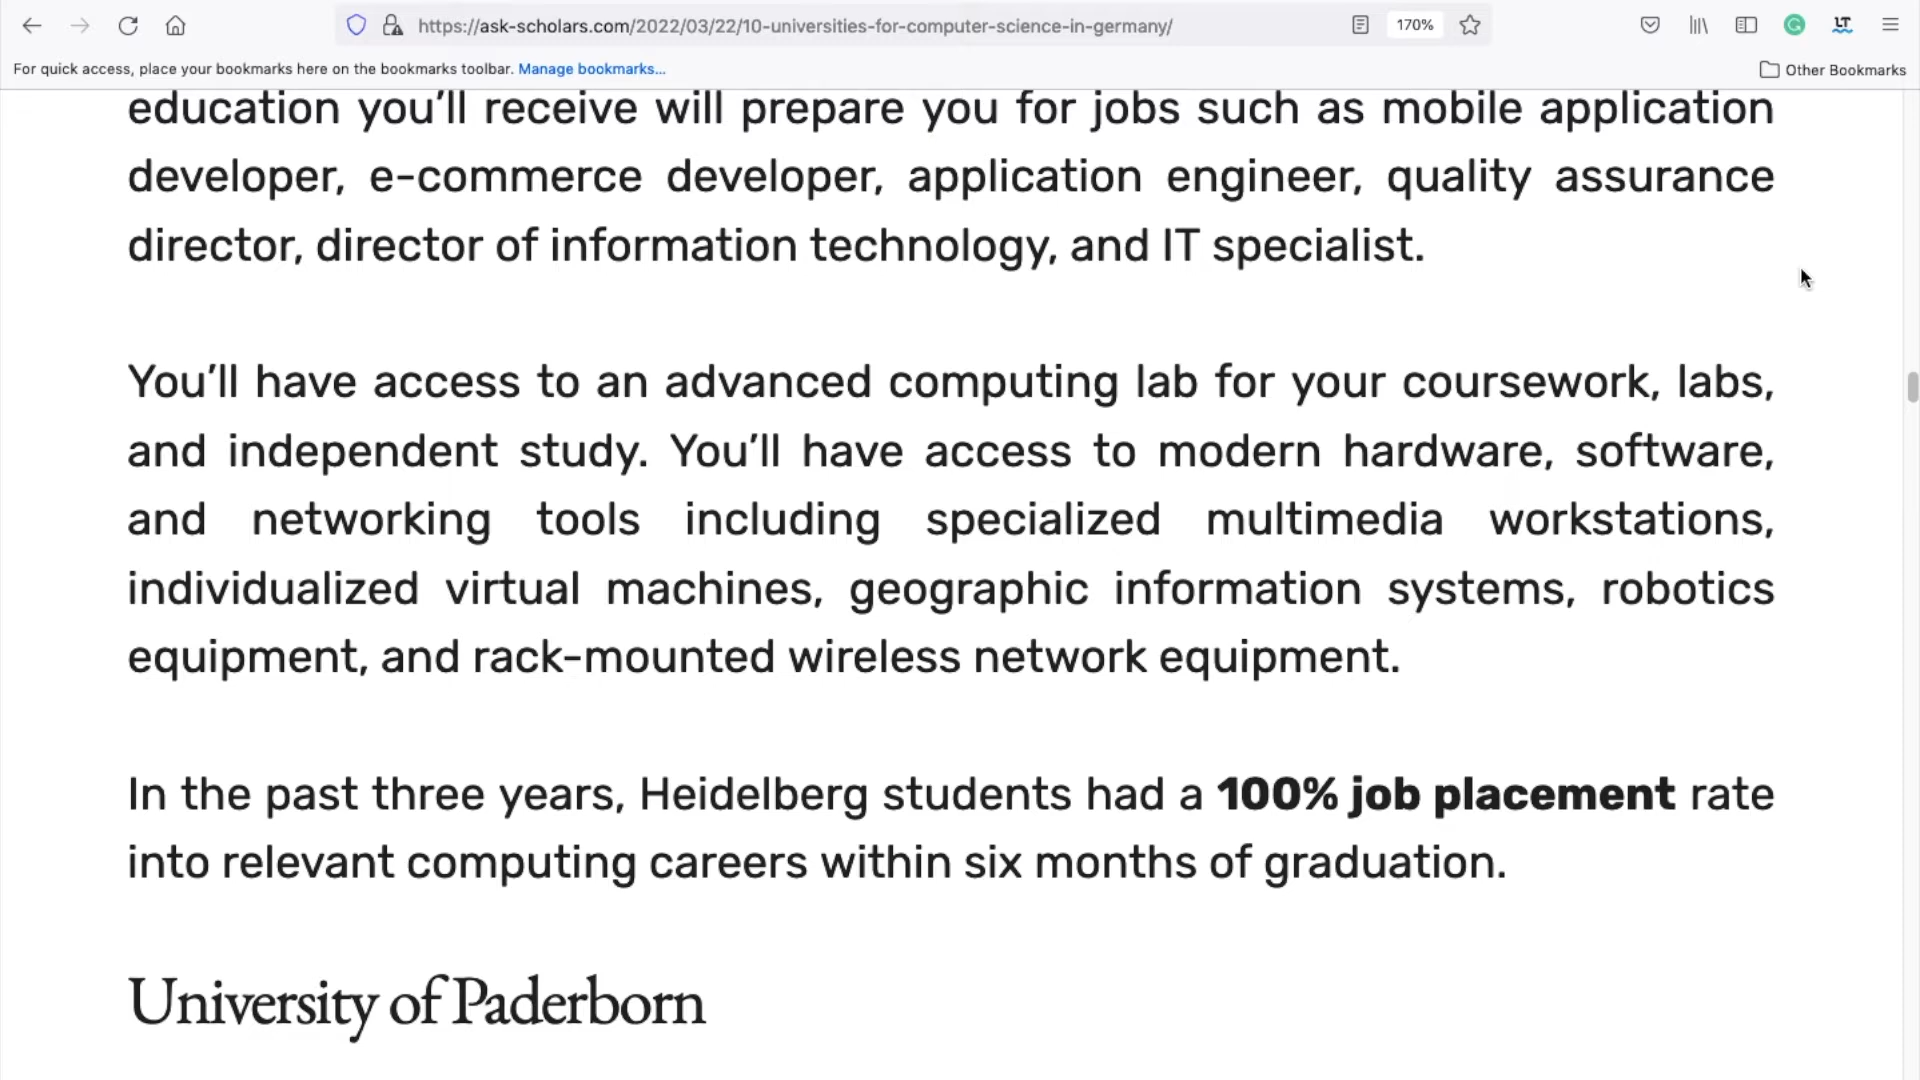 https://ask-scholars.com/2022/03/22/10-universities-for-computer-science-in-germany/
170%
For quick access, place your bookmarks here on the bookmarks toolbar. Manage bookmarks...
Other Bookmarks
education you’ll receive will prepare you for jobs such as mobile application
developer, e-commerce developer, application engineer, quality assurance
director, director of information technology, and IT specialist.
You’ll have access to an advanced computing lab for your coursework, labs,
and independent study. You’ll have access to modern hardware, software,
and networking tools including specialized multimedia workstations,
individualized virtual machines, geographic information systems, robotics
equipment, and rack-mounted wireless network equipment.
In the past three years, Heidelberg students had a 100% job placement rate
into relevant computing careers within six months of graduation.
University of Paderborn